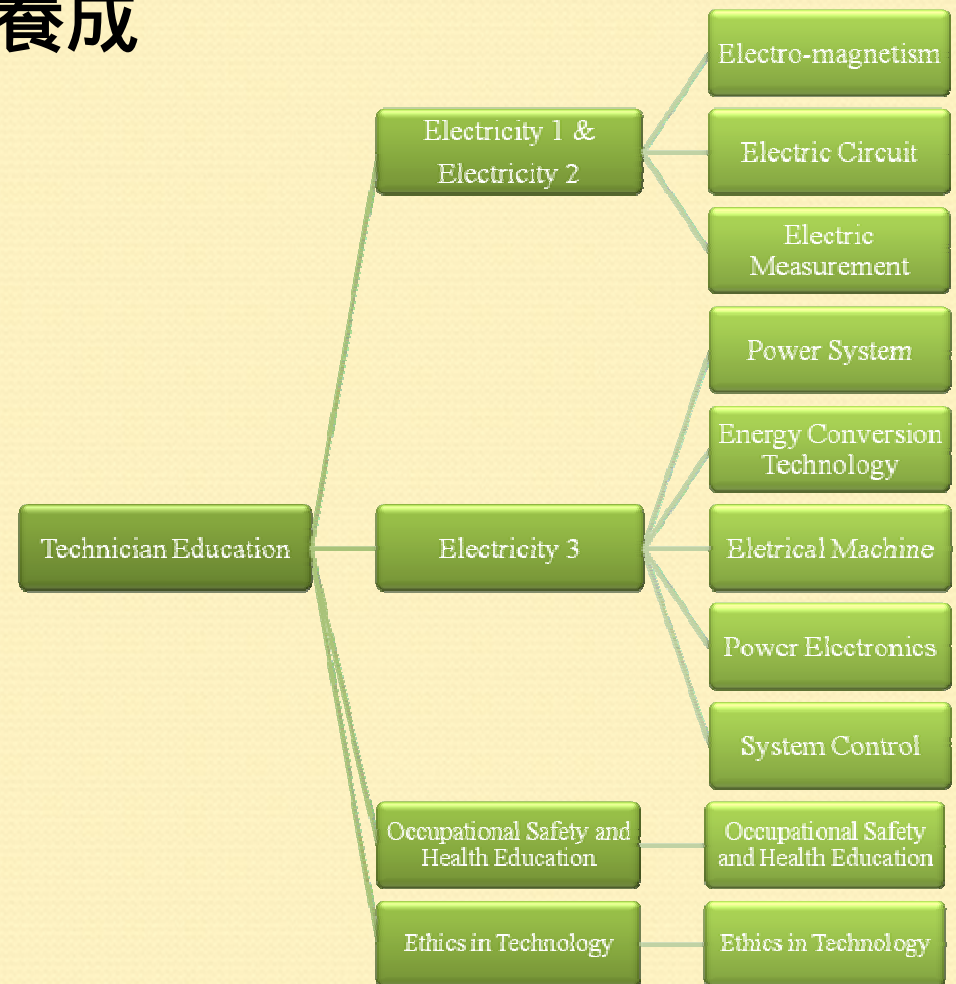 養成
Electro-magnetism
Electricity 1 &
Electricity 2
Electric Circuit
Electric
Measurement
Power System
Energy Conversion
Technology
Technician Education
Electricity 3
Eletrical Machine
Power Electronics
System Control
Occupational Safety and
Health Education
Occupational Safety
and Health Education
Ethics in Technology
Ethics in Technology